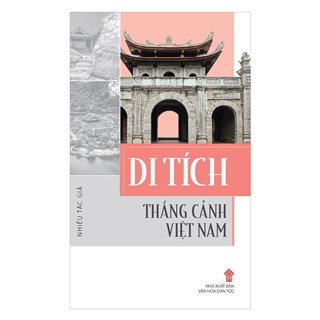 DI TÍCH
THẮNG CẢNH
VIỆT NAM
NHIỀU TÁC GIẢ
NHÀ XUẤT BẢN
VĂN HÓA DÂN TỘC